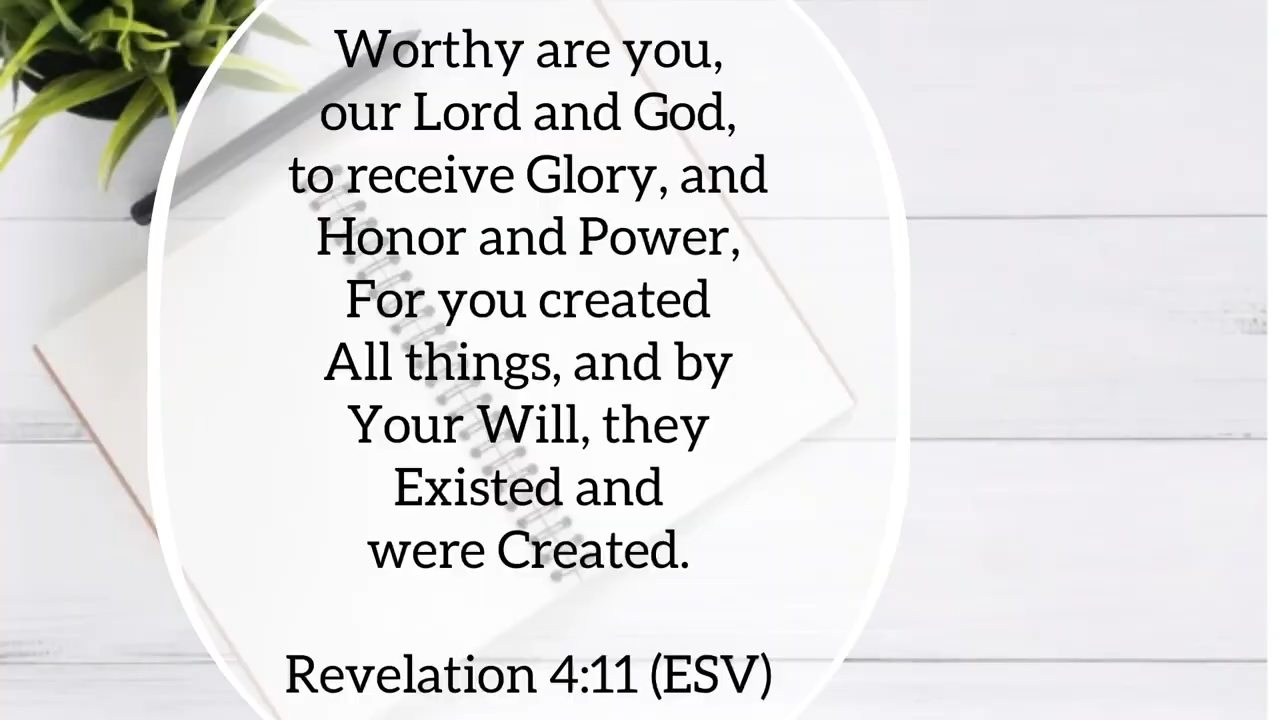 Worthy are you,
our Lord and God,
to receive Glory, and
Honor and Power,
For you created
All things, and by
Your Will, they
Existed and
were Created.
Revelation 4:11 (ESV)